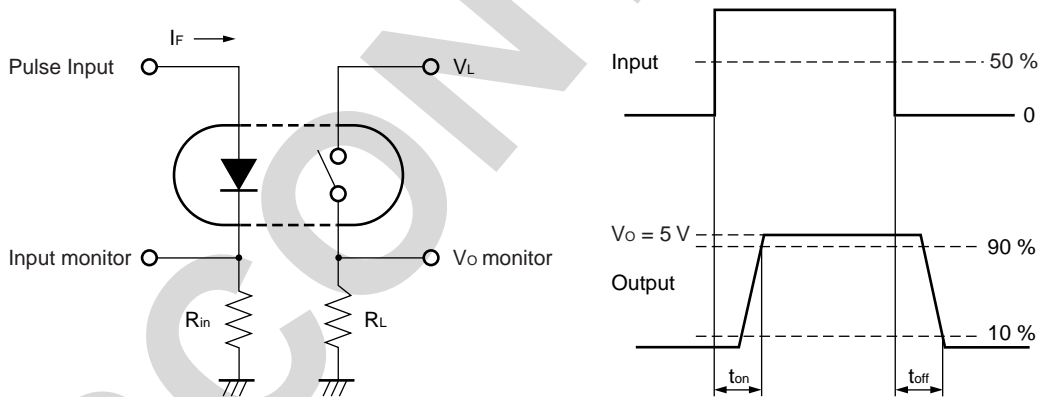 IF
Pulse Input
VL
Input monitor
VO monitor
Rin
RL
Input
50 %
0
VO = 5 V
90 %
Output
10 %
ton
toff